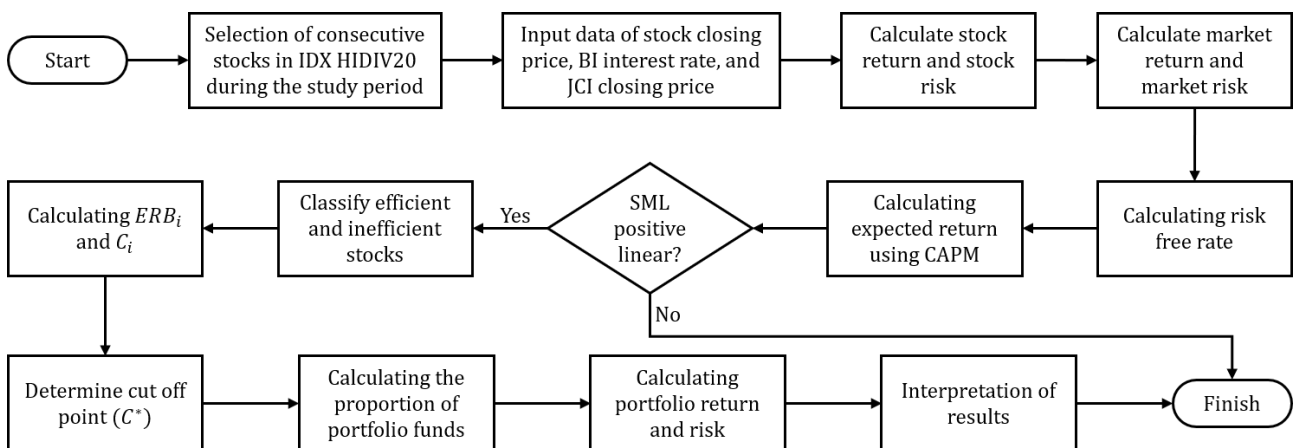 Start
Selection of consecutive
stocks in IDX HIDIV20
during the study period
Input data of stock closing
price, BI interest rate, and
JCI closing price
Calculate stock
return and stock
risk
Calculate market
return and
market risk
Calculating risk
free rate
Calculating
expected return
using CAPM
SML
positive
linear?
Yes
No
Classify efficient
and inefficient
stocks
Calculating ERBᵢ
and Cᵢ
Determine cut off
point (C*)
Calculating the
proportion of
portfolio funds
Calculating
portfolio return
and risk
Interpretation of
results
Finish